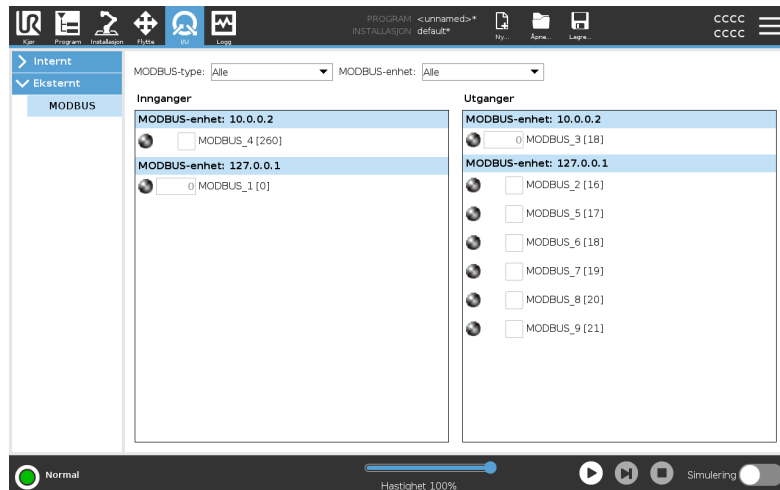 UR
PROGRAM <unnamed>*
INSTALLASJON default*
CCCC
CCCC
Kjør Program Installasjon Flytte I/O Logg Ny... Åpne... Lagre...
Internt
Eksternt
MODBUS
MODBUS-type: Alle MODBUS-enhet: Alle
Innganger
MODBUS-enhet: 10.0.0.2
MODBUS_4 [260]
MODBUS-enhet: 127.0.0.1
0 MODBUS_1 [0]
Utganger
MODBUS-enhet: 10.0.0.2
0 MODBUS_3 [18]
MODBUS-enhet: 127.0.0.1
MODBUS_2 [16]
MODBUS_5 [17]
MODBUS_6 [18]
MODBUS_7 [19]
MODBUS_8 [20]
MODBUS_9 [21]
Normal
Hastighet 100%
Simulering